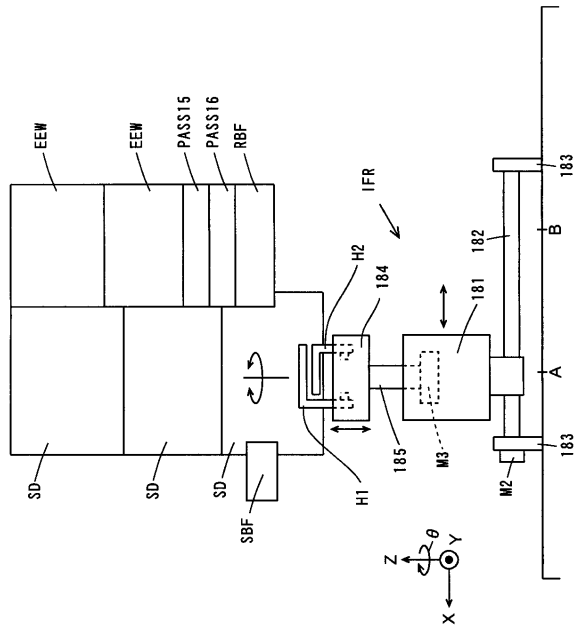 EEW
EEW
PASS15
PASS16
RBF
IFR
SD
SD
SD
SBF
H1
H2
184
185
181
M3
182
183
183
M2
A
B
Z
θ
Y
X